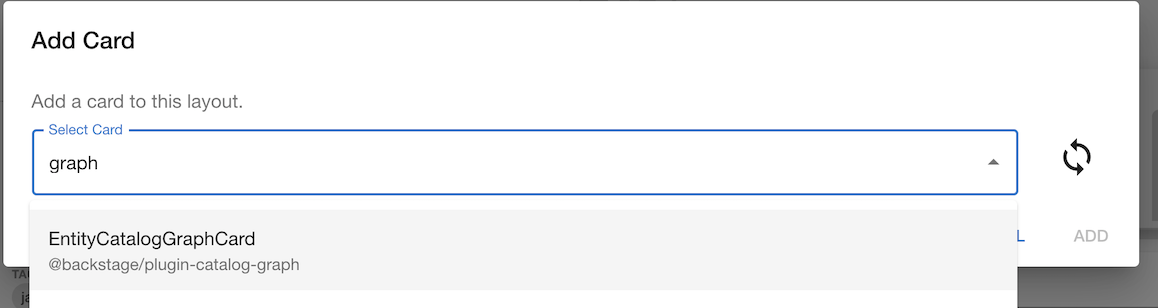 Add Card
Add a card to this layout.
Select Card
graph
EntityCatalogGraphCard
@backstage/plugin-catalog-graph
ADD